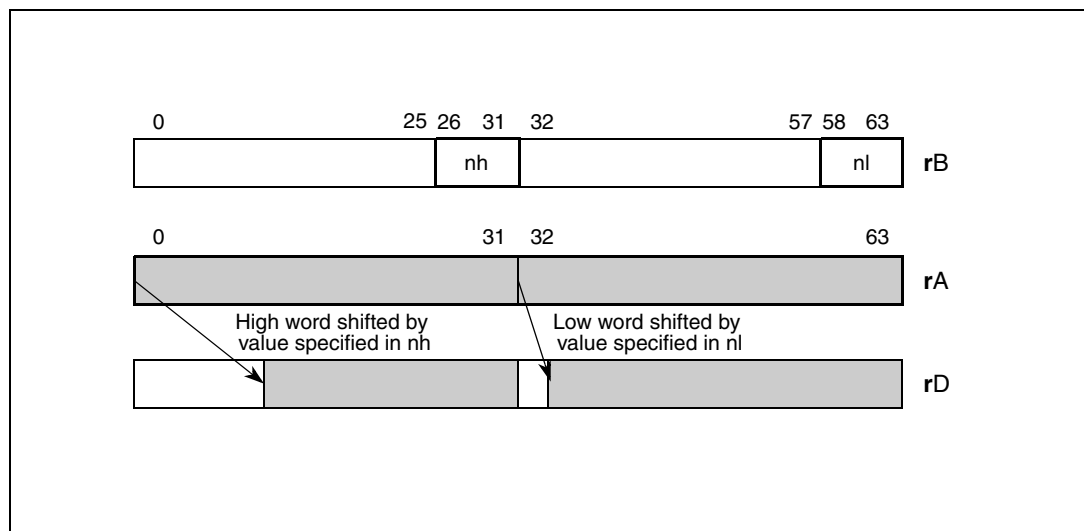 0 25 26 31 32 57 58 63
nh nl rB
0 31 32 63
rA
High word shifted by
value specified in nh
Low word shifted by
value specified in nl
rD